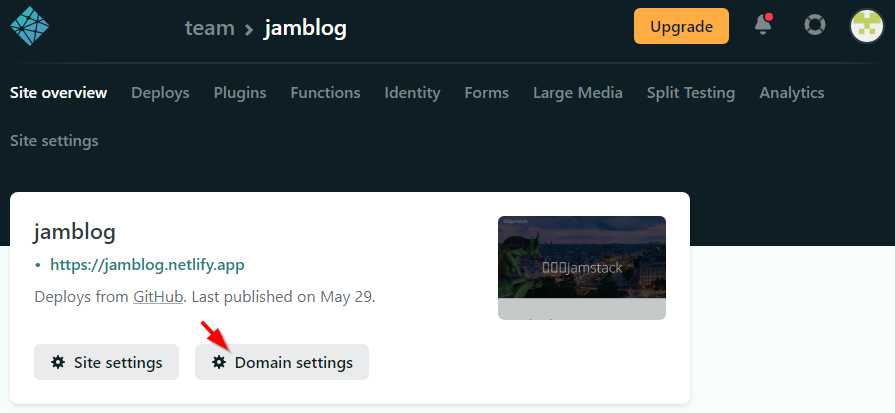 team > jamblog
Upgrade
Site overview Deploys Plugins Functions Identity Forms Large Media Split Testing Analytics
Site settings
jamblog
• https://jamblog.netlify.app
Deploys from GitHub. Last published on May 29.
jamstack
Site settings
Domain settings